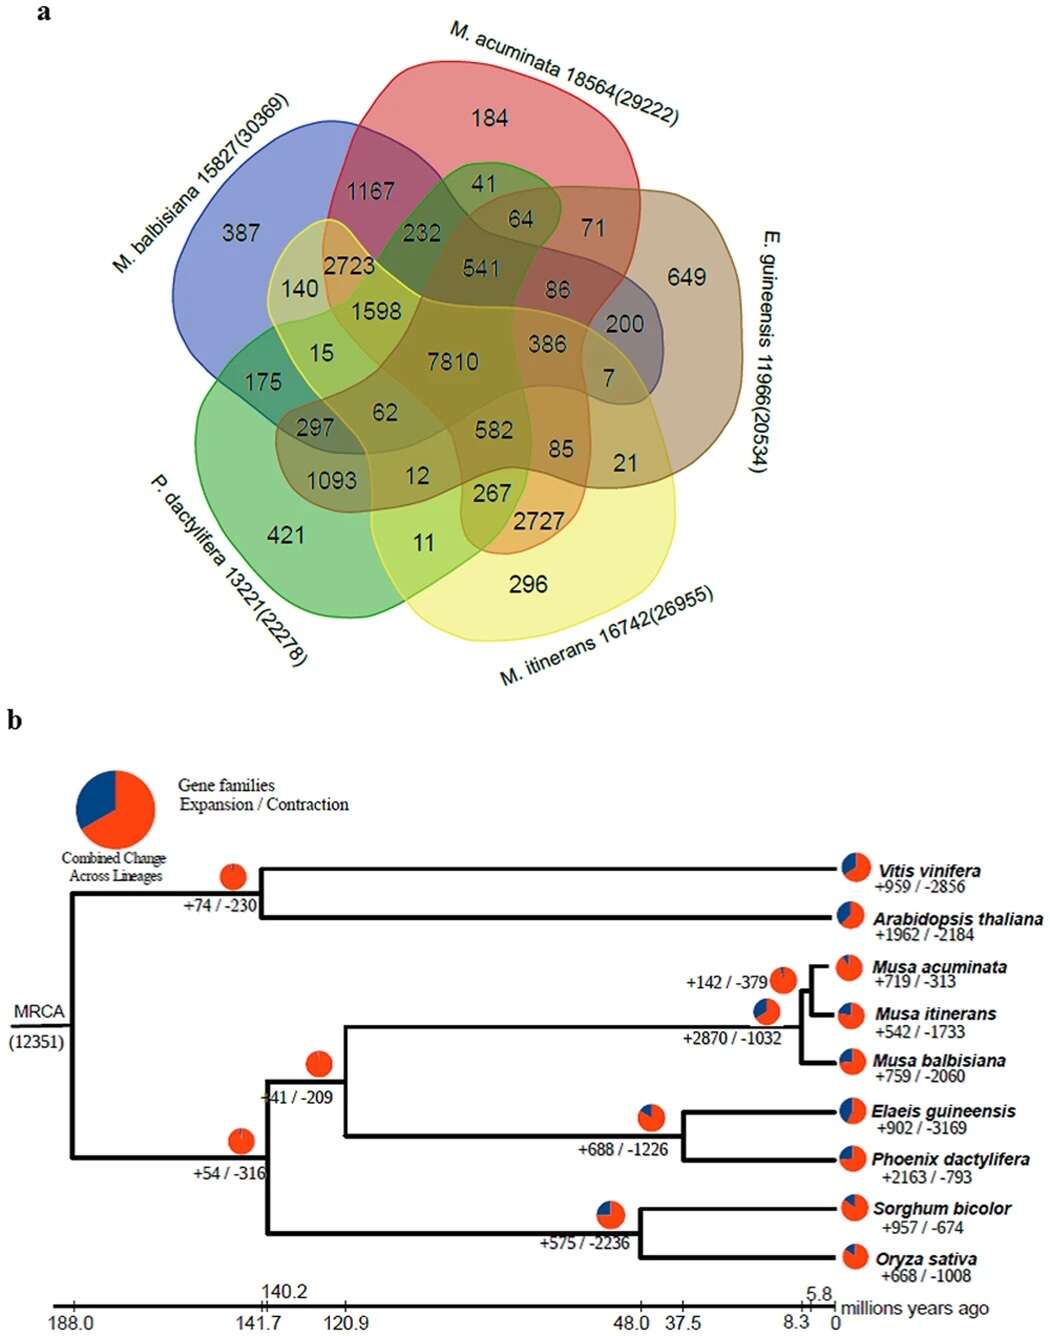 a
M. acuminata 18564(29222)
M. balbisiana 15827(30369)
E. guineensis 11966(20534)
P. dactylifera 13221(22278)
M. itinerans 16742(26955)
184
1167
41
232
64
71
387
541
649
2723
140
86
1598
200
15
7810
386
7
175
62
297
582
85
21
1093
12
267
2727
421
11
296
b
Gene families
Expansion / Contraction
Combined Change
Across Lineages
Vitis vinifera
+959 / -2856
+74 / -230
Arabidopsis thaliana
+1962 / -2184
Musa acuminata
+719 / -313
+142 / -379
MRCA
(12351)
Musa itinerans
+542 / -1733
+2870 / -1032
Musa balbisiana
+759 / -2060
+41 / -209
Elaeis guineensis
+902 / -3169
+688 / -1226
Phoenix dactylifera
+2163 / -793
+54 / -316
Sorghum bicolor
+957 / -674
+575 / -2236
Oryza sativa
+668 / -1008
140.2 5.8
millions years ago
188.0 141.7 120.9 48.0 37.5 8.3 0